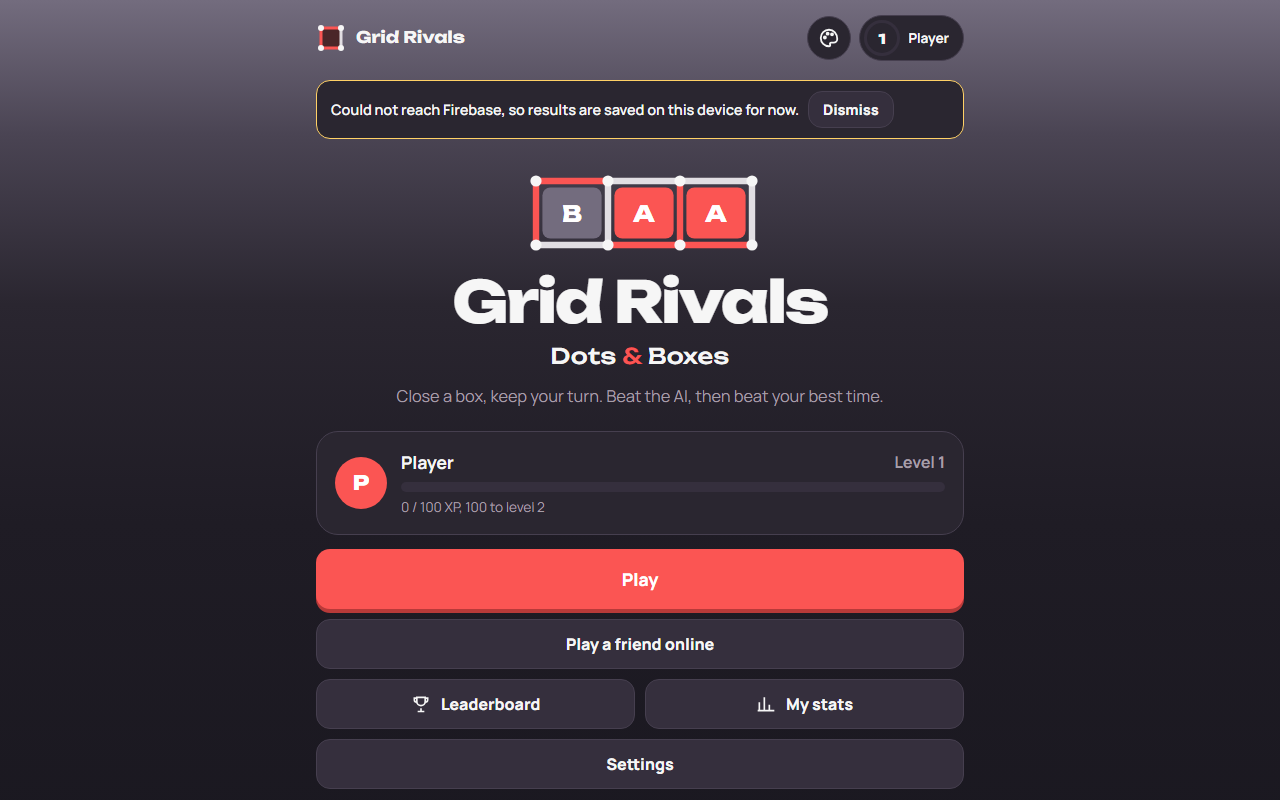 Grid Rivals
1 Player
Could not reach Firebase, so results are saved on this device for now. Dismiss
B A A
Grid Rivals
Dots & Boxes
Close a box, keep your turn. Beat the AI, then beat your best time.
P
Player Level 1
0 / 100 XP, 100 to level 2
Play
Play a friend online
Leaderboard My stats
Settings